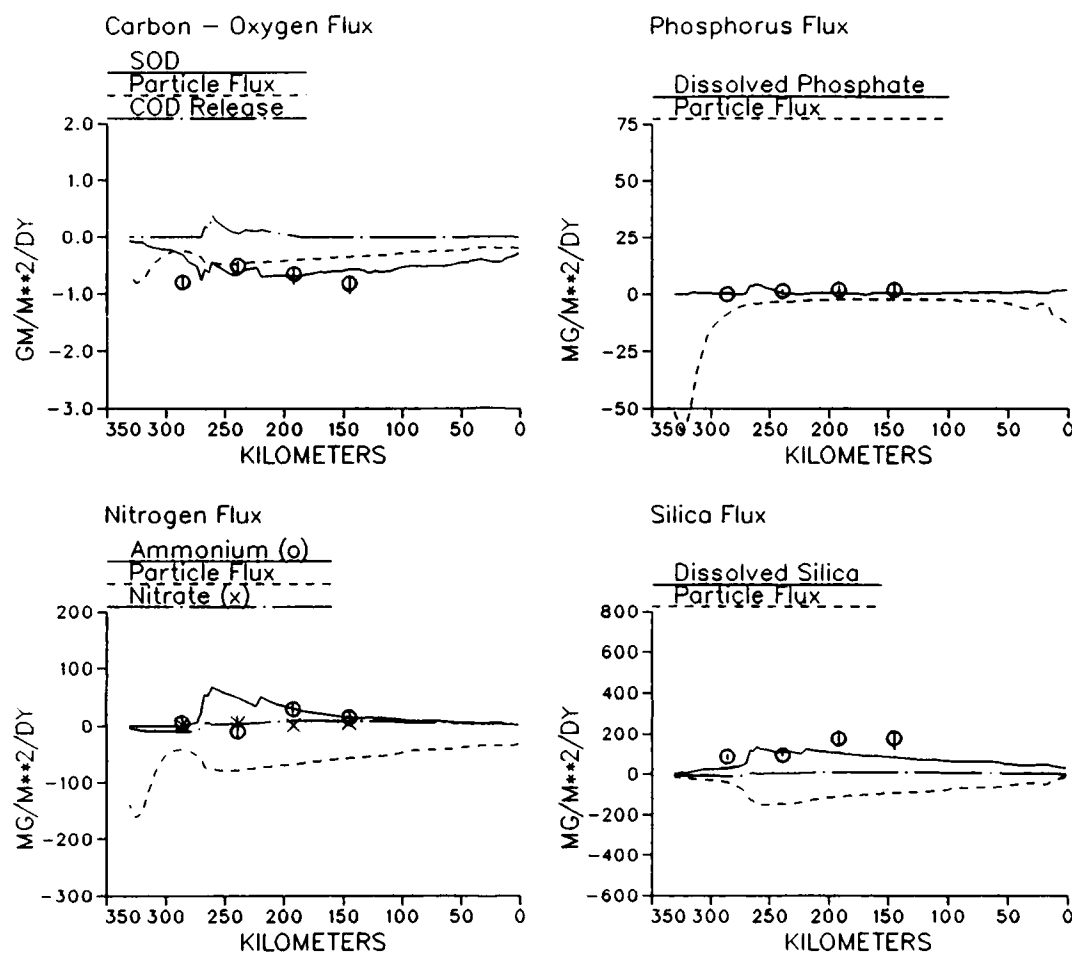 Carbon – Oxygen Flux
SOD
Particle Flux
COD Release
2.0
1.0
0.0
-1.0
-2.0
-3.0
GM/M**2/DY
350 300 250 200 150 100 50 0
KILOMETERS
Phosphorus Flux
Dissolved Phosphate
Particle Flux
75
50
25
0
-25
-50
MG/M**2/DY
350 300 250 200 150 100 50 0
KILOMETERS
Nitrogen Flux
Ammonium (o)
Particle Flux
Nitrate (x)
200
100
0
-100
-200
-300
MG/M**2/DY
350 300 250 200 150 100 50 0
KILOMETERS
Silica Flux
Dissolved Silica
Particle Flux
800
600
400
200
0
-200
-400
-600
MG/M**2/DY
350 300 250 200 150 100 50 0
KILOMETERS